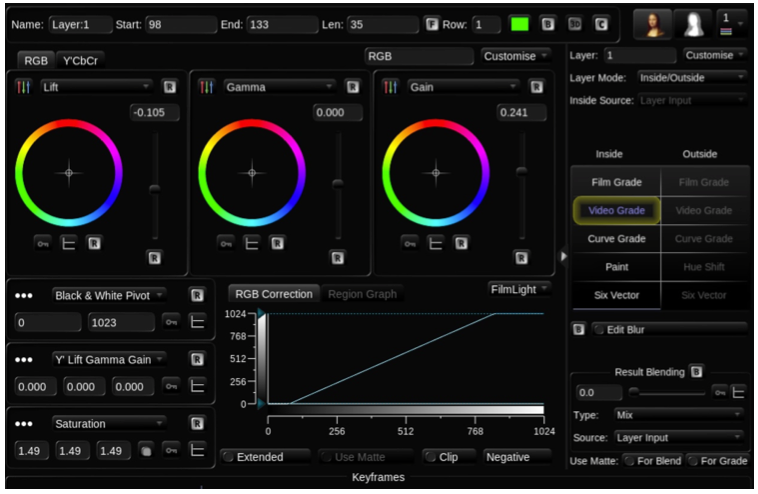 Name: Layer:1 Start: 98 End: 133 Len: 35 F Row: 1 B 3D C 1
RGB Y'CbCr RGB Customise
Layer: 1 Customise
Layer Mode: Inside/Outside
Inside Source: Layer Input
Lift R Gamma R Gain R
-0.105 0.000 0.241
Inside Outside
Film Grade Film Grade
Video Grade Video Grade
Curve Grade Curve Grade
Paint Hue Shift
Six Vector Six Vector
R R R
R R R
Black & White Pivot R
0 1023
Y' Lift Gamma Gain R
0.000 0.000 0.000
Saturation R
1.49 1.49 1.49
RGB Correction Region Graph FilmLight
1024
768
512
256
0
0 256 512 768 1024
Extended Use Matte Clip Negative
B Edit Blur
Result Blending B
0.0
Type: Mix
Source: Layer Input
Use Matte: For Blend For Grade
Keyframes